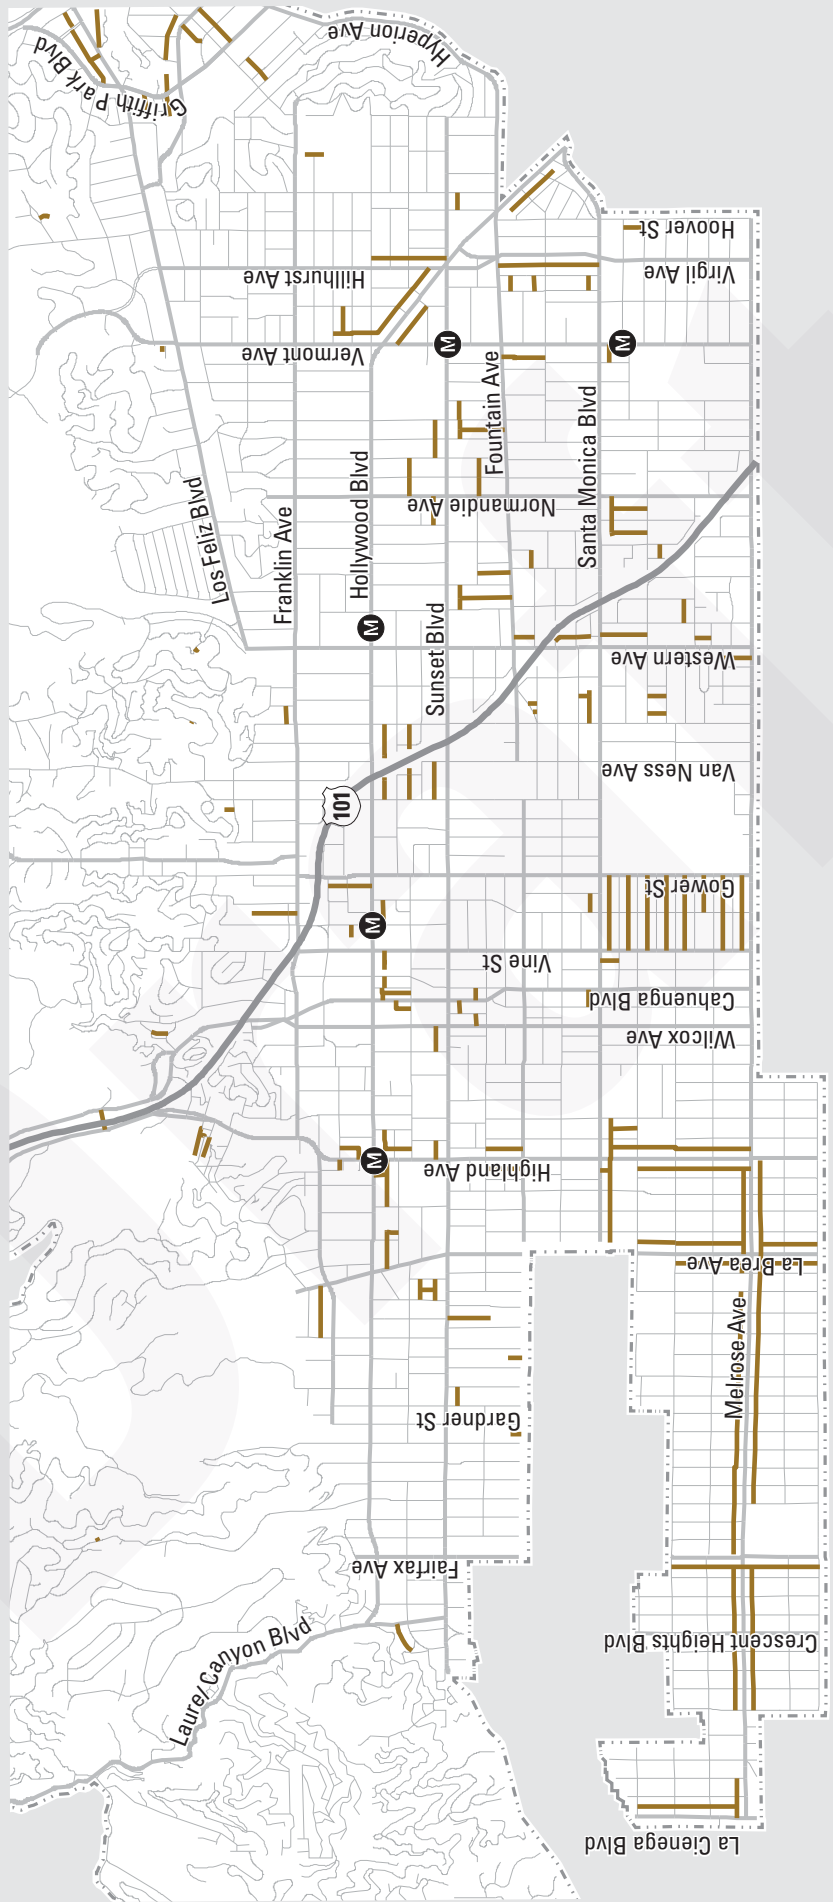 Hyperion Ave
Griffith Park Blvd
Hoover St
Virgil Ave
Hillhurst Ave
Vermont Ave
M
M
Fountain Ave
Santa Monica Blvd
Hollywood Blvd
Los Feliz Blvd
Normandie Ave
Franklin Ave
M
Sunset Blvd
Western Ave
Van Ness Ave
101
Gower St
M
Vine St
Cahuenga Blvd
Wilcox Ave
M
Highland Ave
La Brea Ave
Melrose Ave
Gardner St
Fairfax Ave
Crescent Heights Blvd
Laurel Canyon Blvd
La Cienega Blvd